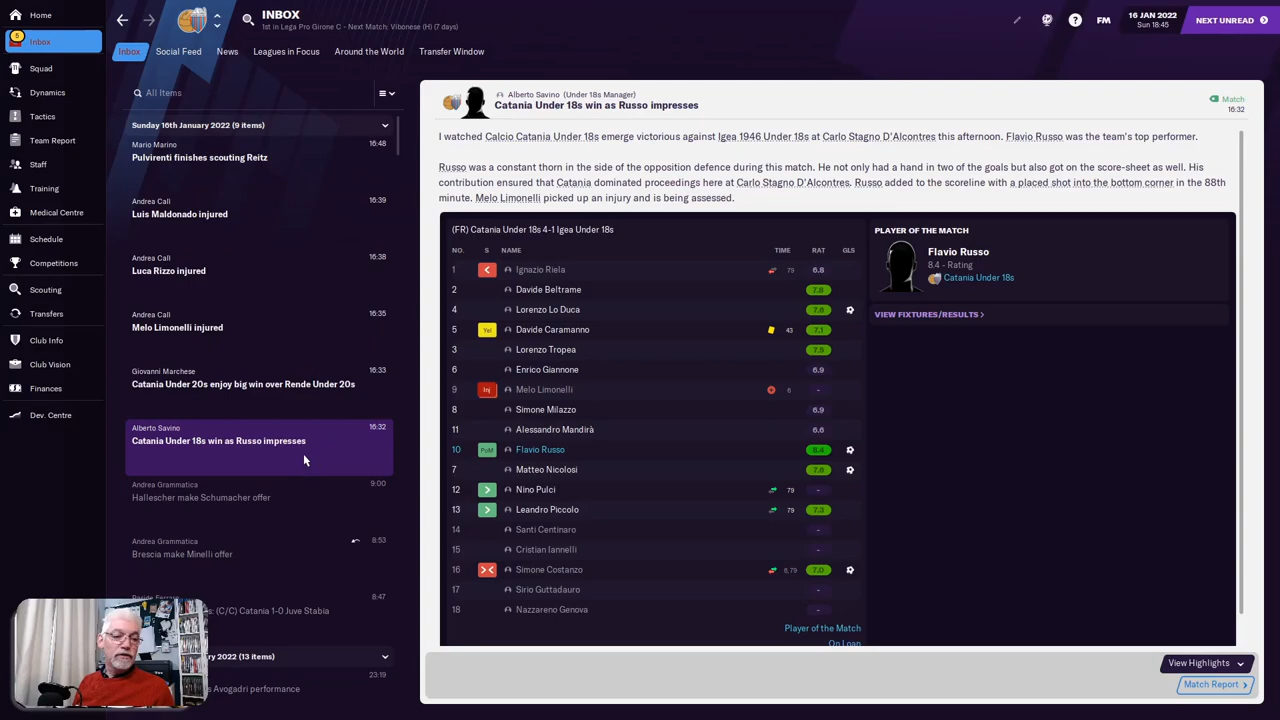 Home
5
Inbox
Squad
Dynamics
Tactics
Team Report
Staff
Training
Medical Centre
Schedule
Competitions
Scouting
Transfers
Club Info
Club Vision
Finances
Dev. Centre
INBOX
1st in Lega Pro Girone C - Next Match: Vibonese (H) (7 days)
FM
16 JAN 2022
Sun 18:45
NEXT UNREAD
Inbox
Social Feed
News
Leagues in Focus
Around the World
Transfer Window
All Items
Sunday 16th January 2022 (9 items)
Mario Marino 16:48
Pulvirenti finishes scouting Reitz
Andrea Call 16:39
Luis Maldonado injured
Andrea Call 16:38
Luca Rizzo injured
Andrea Call 16:35
Melo Limonelli injured
Giovanni Marchese 16:33
Catania Under 20s enjoy big win over Rende Under 20s
Alberto Savino 16:32
Catania Under 18s win as Russo impresses
Andrea Grammatica 9:00
Hallescher make Schumacher offer
Andrea Grammatica 8:53
Brescia make Minelli offer
8:47
: (C/C) Catania 1-0 Juve Stabia
ry 2022 (13 items)
23:19
Avogadri performance
Alberto Savino (Under 18s Manager)
Catania Under 18s win as Russo impresses
Match
16:32
I watched Calcio Catania Under 18s emerge victorious against Igea 1946 Under 18s at Carlo Stagno D'Alcontres this afternoon. Flavio Russo was the team's top performer.
Russo was a constant thorn in the side of the opposition defence during this match. He not only had a hand in two of the goals but also got on the score-sheet as well. His
contribution ensured that Catania dominated proceedings here at Carlo Stagno D'Alcontres. Russo added to the scoreline with a placed shot into the bottom corner in the 88th
minute. Melo Limonelli picked up an injury and is being assessed.
(FR) Catania Under 18s 4-1 Igea Under 18s
NO. S NAME TIME RAT GLS
1 Ignazio Riela 79 6.8
2 Davide Beltrame 7.8
4 Lorenzo Lo Duca 7.8
5 Yel Davide Caramanno 43 7.1
3 Lorenzo Tropea 7.5
6 Enrico Giannone 6.9
9 Inj Melo Limonelli 6 -
8 Simone Milazzo 6.9
11 Alessandro Mandirà 6.6
10 PoM Flavio Russo 8.4
7 Matteo Nicolosi 7.8
12 Nino Pulci 79 -
13 Leandro Piccolo 79 7.3
14 Santi Centinaro -
15 Cristian Iannelli -
16 Simone Costanzo 6,79 7.0
17 Sirio Guttadauro -
18 Nazzareno Genova -
Player of the Match
On Loan
PLAYER OF THE MATCH
Flavio Russo
8.4 - Rating
Catania Under 18s
VIEW FIXTURES/RESULTS >
View Highlights
Match Report